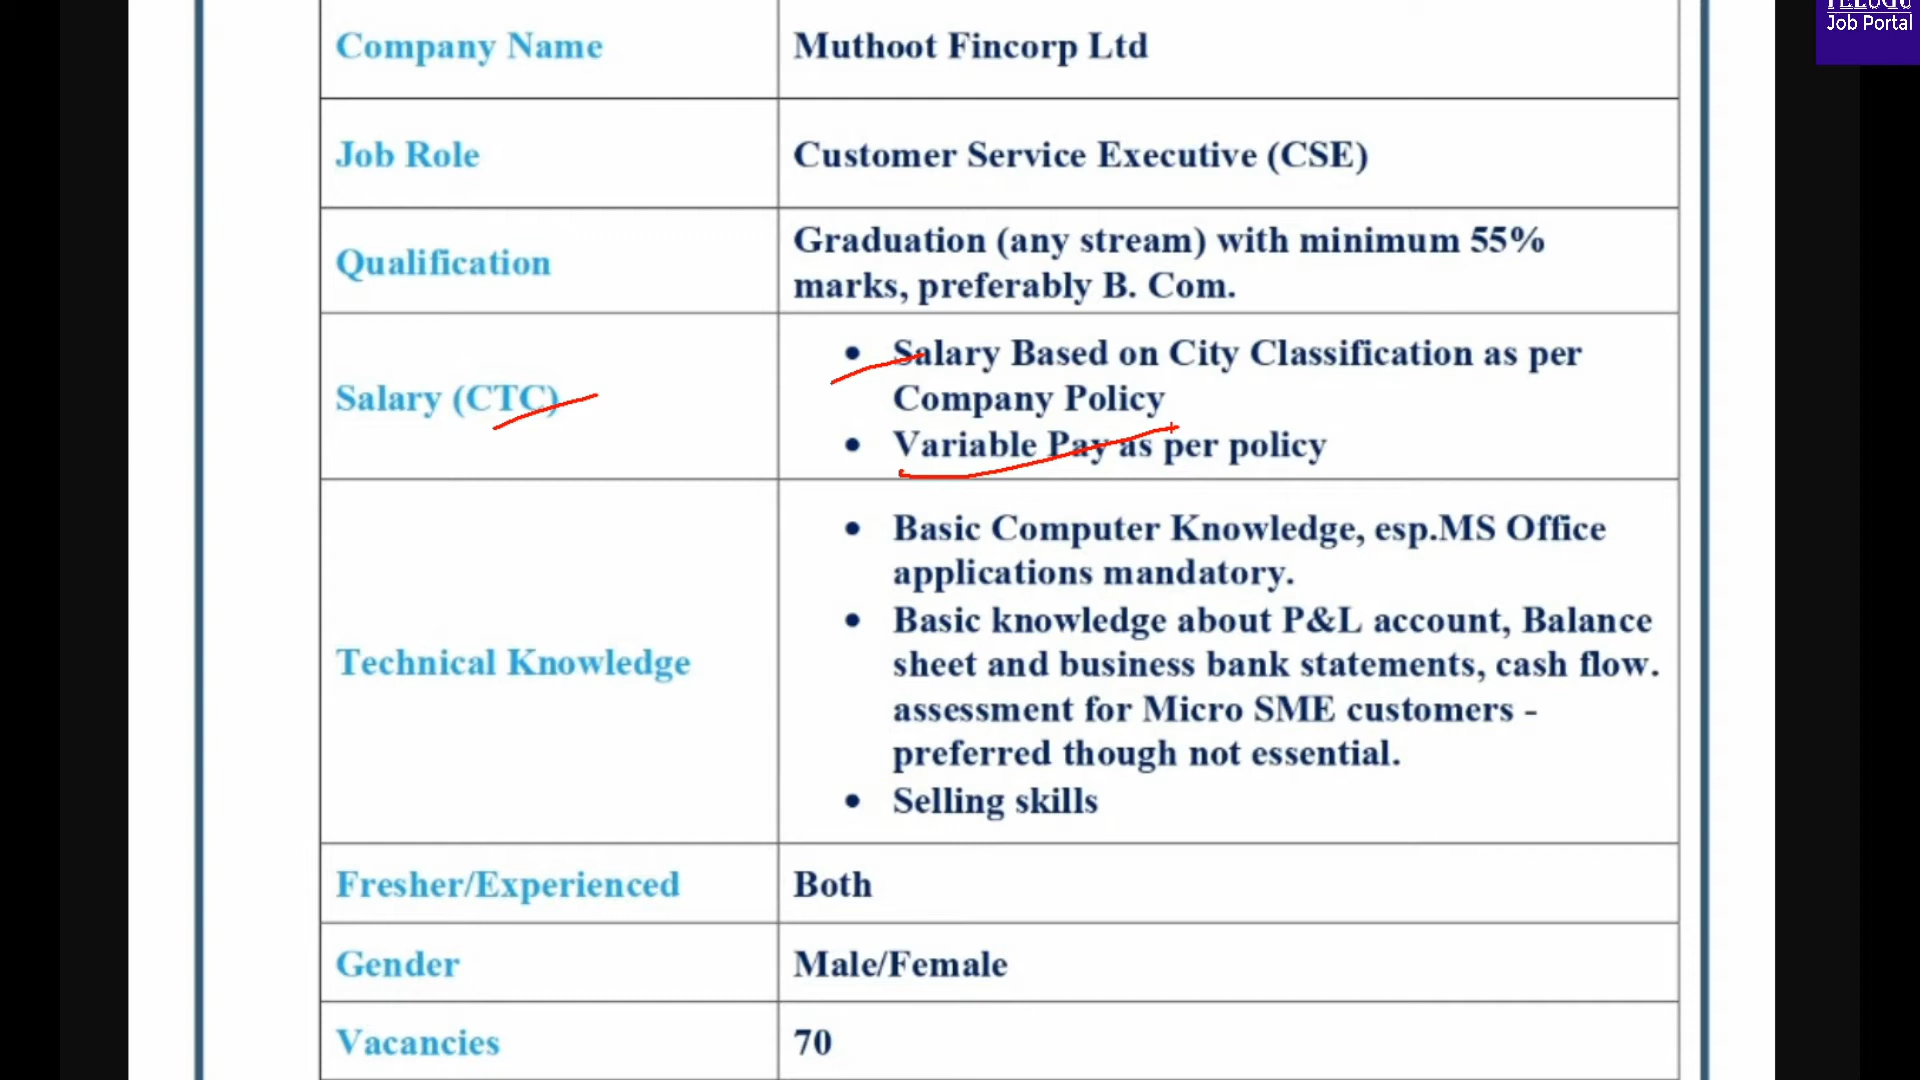 TELUGU
Job Portal
Company Name
Muthoot Fincorp Ltd
Job Role
Customer Service Executive (CSE)
Qualification
Graduation (any stream) with minimum 55%
marks, preferably B. Com.
Salary (CTC)
• Salary Based on City Classification as per
Company Policy
• Variable Pay as per policy
Technical Knowledge
• Basic Computer Knowledge, esp.MS Office
applications mandatory.
• Basic knowledge about P&L account, Balance
sheet and business bank statements, cash flow.
assessment for Micro SME customers -
preferred though not essential.
• Selling skills
Fresher/Experienced
Both
Gender
Male/Female
Vacancies
70